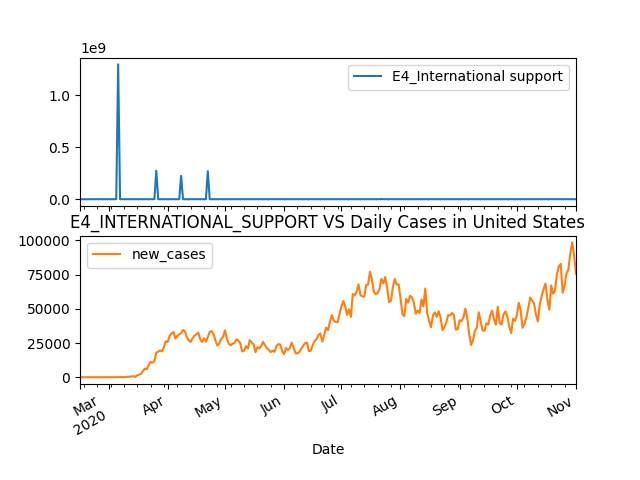 1e9
E4_International support
1.0
0.5
0.0
E4_INTERNATIONAL_SUPPORT VS Daily Cases in United States
100000
new_cases
75000
50000
25000
0
Mar Apr May Jun Jul Aug Sep Oct Nov
2020
Date